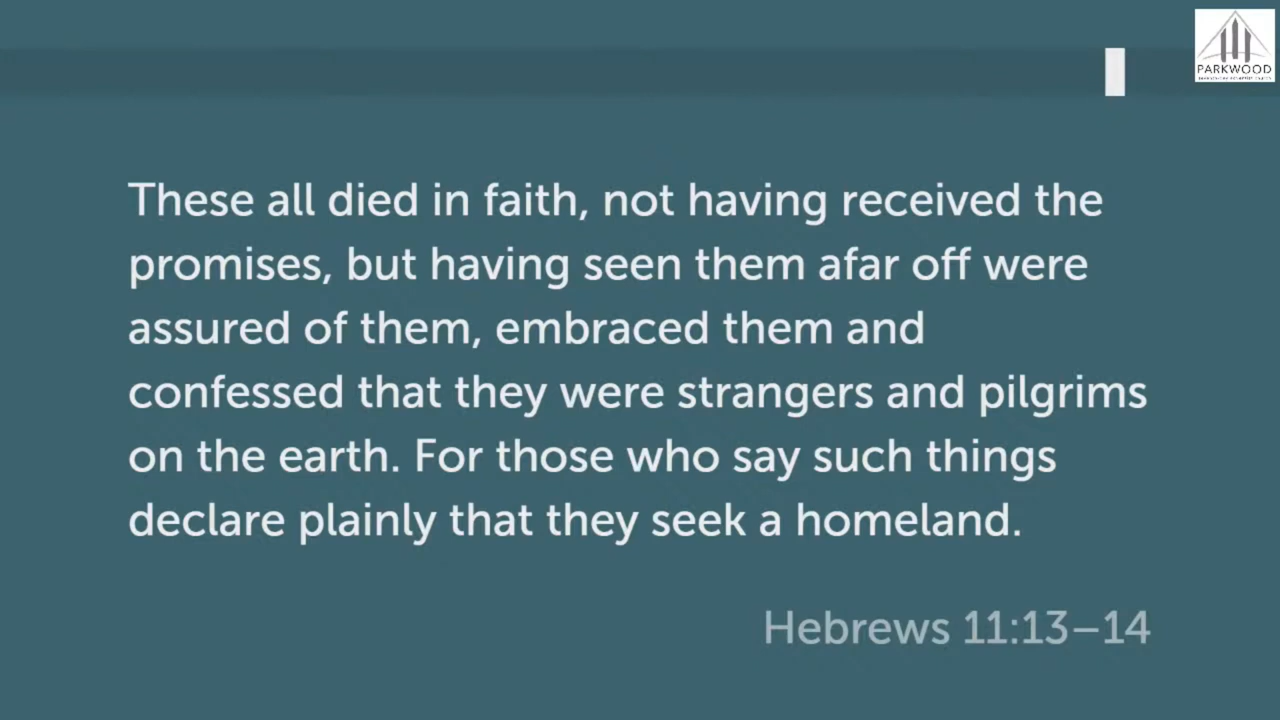 PARKWOOD
These all died in faith, not having received the
promises, but having seen them afar off were
assured of them, embraced them and
confessed that they were strangers and pilgrims
on the earth. For those who say such things
declare plainly that they seek a homeland.
Hebrews 11:13–14